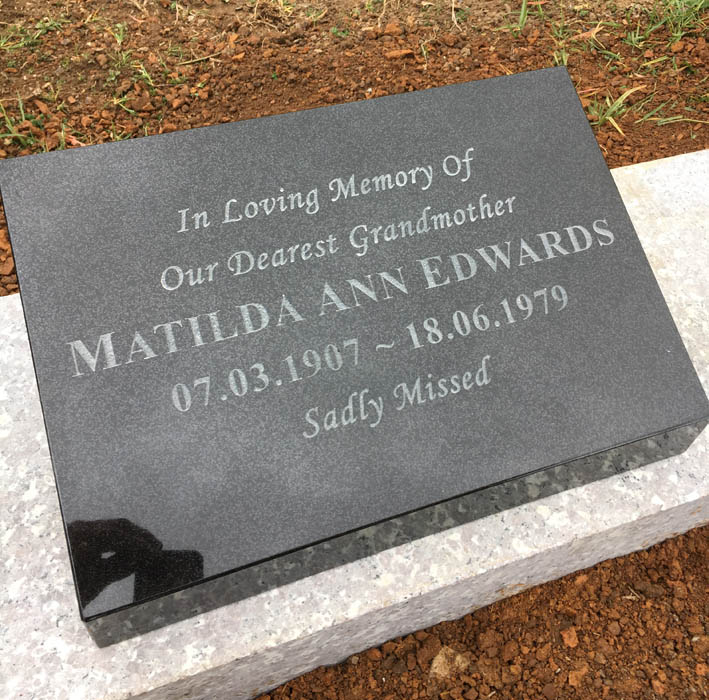 In Loving Memory Of
Our Dearest Grandmother
MATILDA ANN EDWARDS
07.03.1907 ~ 18.06.1979
Sadly Missed